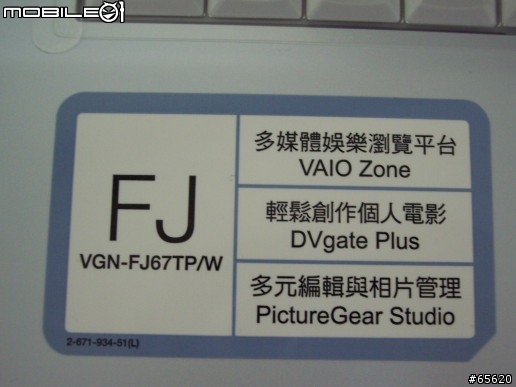 MOBILE01
FJ
VGN-FJ67TP/W
多媒體娛樂瀏覽平台
VAIO Zone
輕鬆創作個人電影
DVgate Plus
多元編輯與相片管理
PictureGear Studio
2-671-934-51(L)
#65620